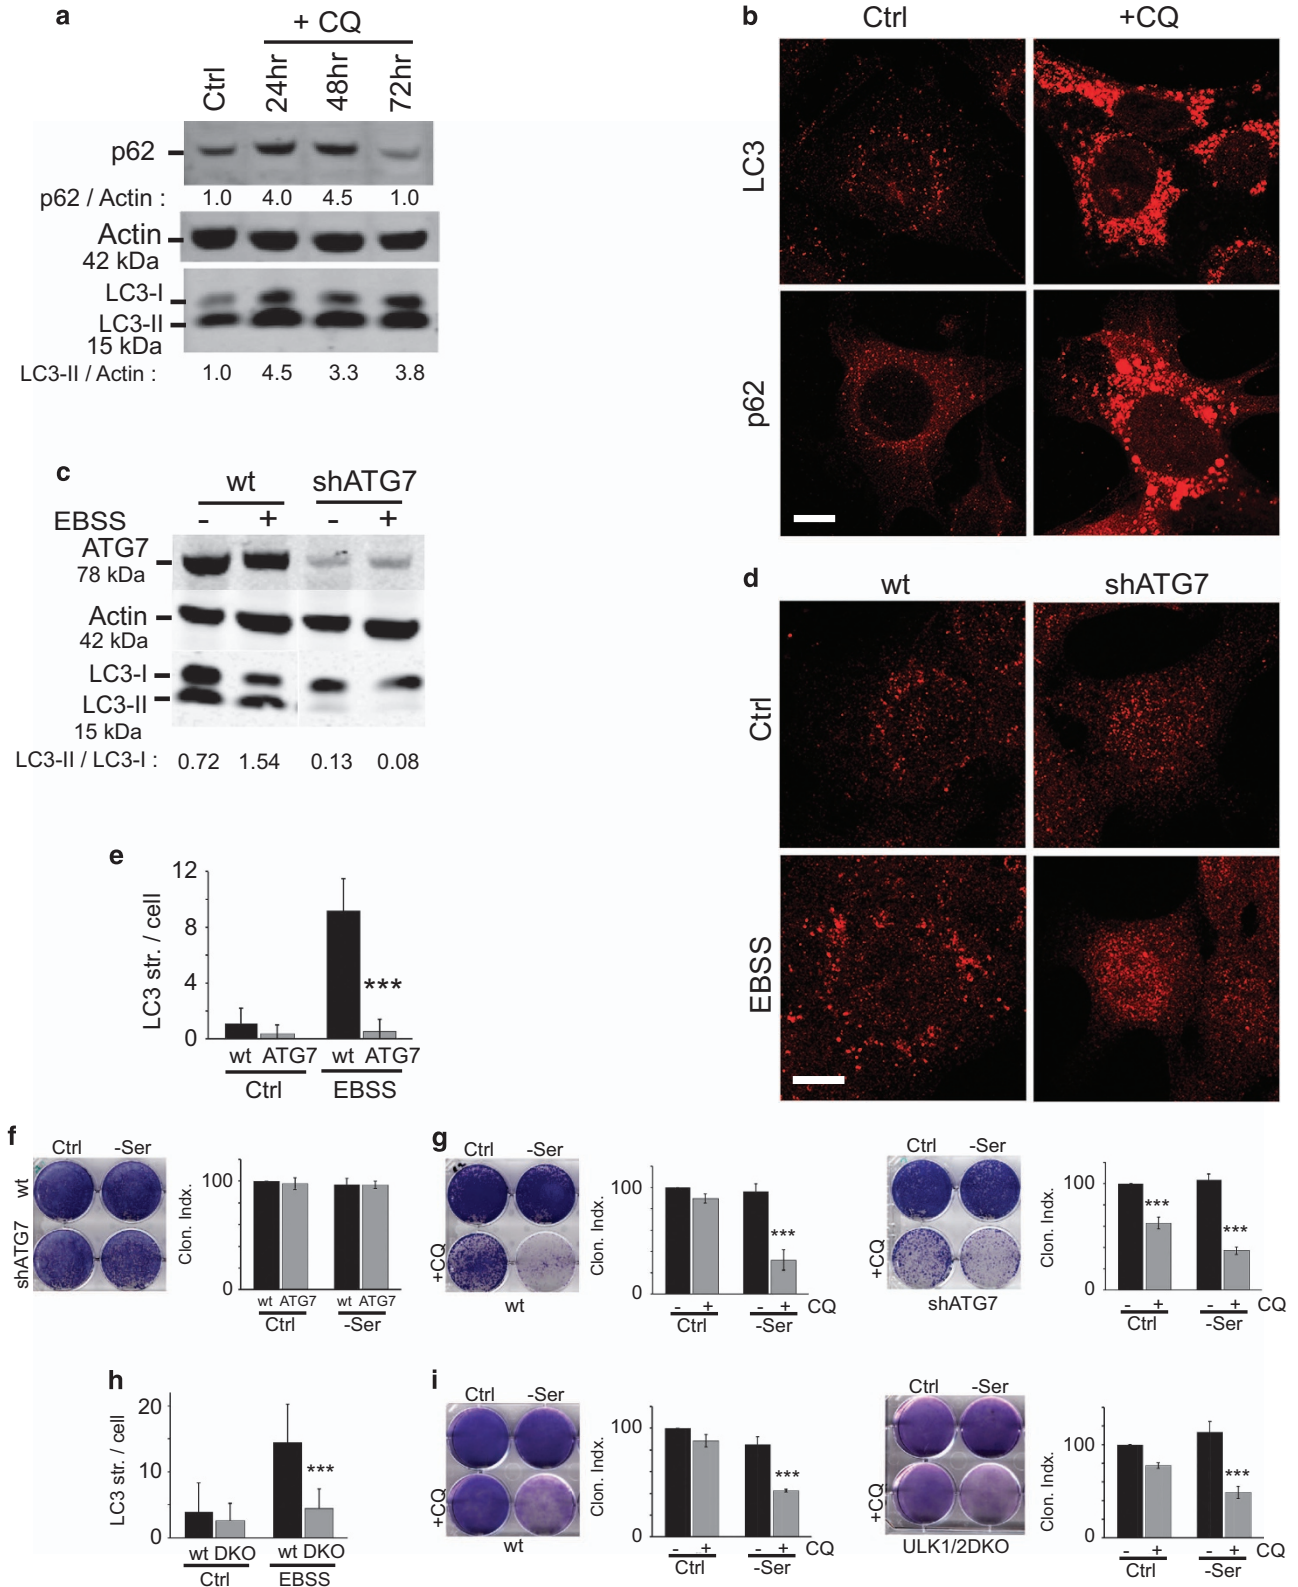 a
+ CQ
Ctrl 24hr 48hr 72hr
p62
p62 / Actin : 1.0 4.0 4.5 1.0
Actin
42 kDa
LC3-I
LC3-II
15 kDa
LC3-II / Actin : 1.0 4.5 3.3 3.8
b
Ctrl +CQ
LC3
p62
c
wt shATG7
EBSS - + - +
ATG7
78 kDa
Actin
42 kDa
LC3-I
LC3-II
15 kDa
LC3-II / LC3-I : 0.72 1.54 0.13 0.08
d
wt shATG7
Ctrl
EBSS
e
LC3 str. / cell
12
8
4
0
***
wt ATG7 wt ATG7
Ctrl EBSS
f
Ctrl -Ser
wt
shATG7
Clon. Indx.
100
0
wt ATG7 wt ATG7
Ctrl -Ser
g
Ctrl -Ser
+CQ
wt
Clon. Indx.
100
0
***
- + - + CQ
Ctrl -Ser
Ctrl -Ser
+CQ
shATG7
Clon. Indx.
100
0
*** ***
- + - + CQ
Ctrl -Ser
h
LC3 str. / cell
20
10
0
***
wt DKO wt DKO
Ctrl EBSS
i
Ctrl -Ser
+CQ
wt
Clon. Indx.
100
0
***
- + - + CQ
Ctrl -Ser
Ctrl -Ser
+CQ
ULK1/2DKO
Clon. Indx.
100
0
***
- + - + CQ
Ctrl -Ser